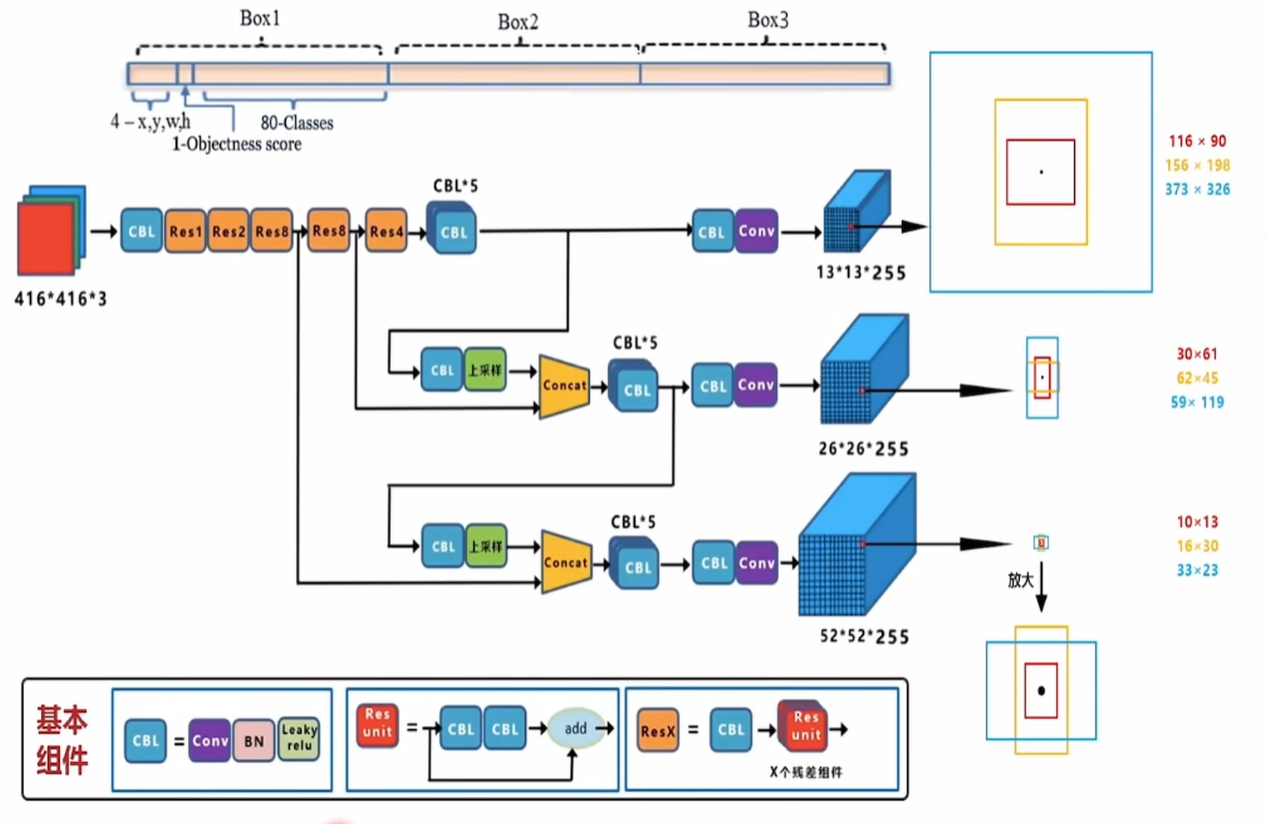 Box1
Box2
Box3
4 – x,y,w,h
80-Classes
1-Objectness score
CBL*5
CBL
Res1
Res2
Res8
Res8
Res4
CBL
CBL
Conv
416*416*3
13*13*255
116 × 90
156 × 198
373 × 326
CBL*5
CBL
上采样
Concat
CBL
CBL
Conv
26*26*255
30×61
62×45
59× 119
CBL*5
CBL
上采样
Concat
CBL
CBL
Conv
52*52*255
10×13
16×30
33×23
放大
基本
组件
CBL
=
Conv
BN
Leaky
relu
Res
unit
=
CBL
CBL
add
ResX
=
CBL
Res
unit
X个残差组件